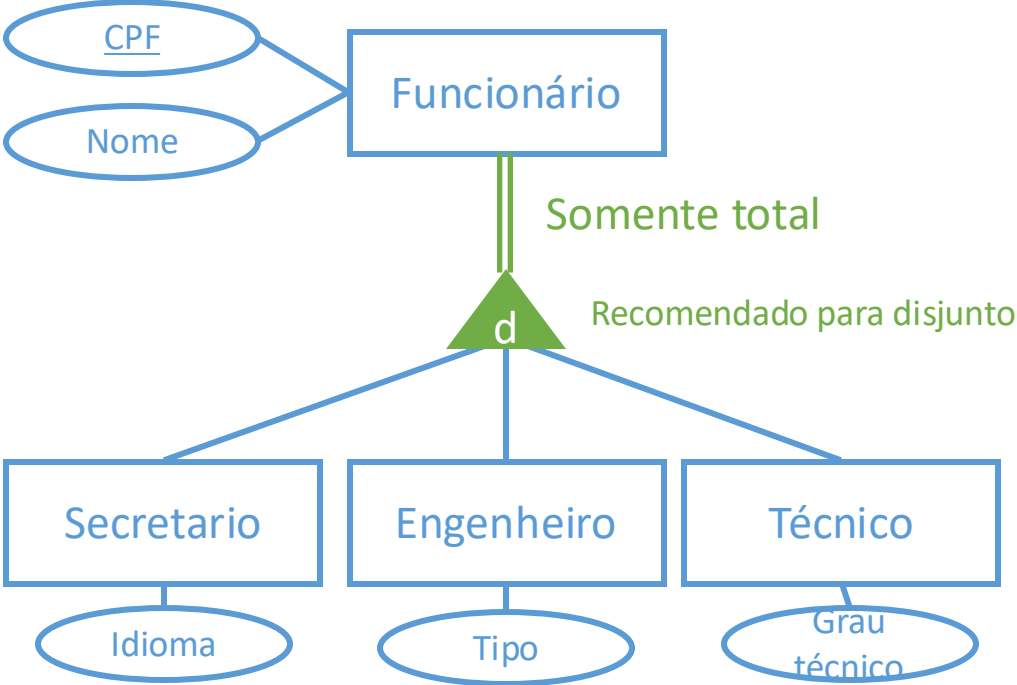 CPF
Funcionário
Nome
Somente total
Recomendado para disjunto
d
Secretario
Engenheiro
Técnico
Idioma
Tipo
Grau
técnico